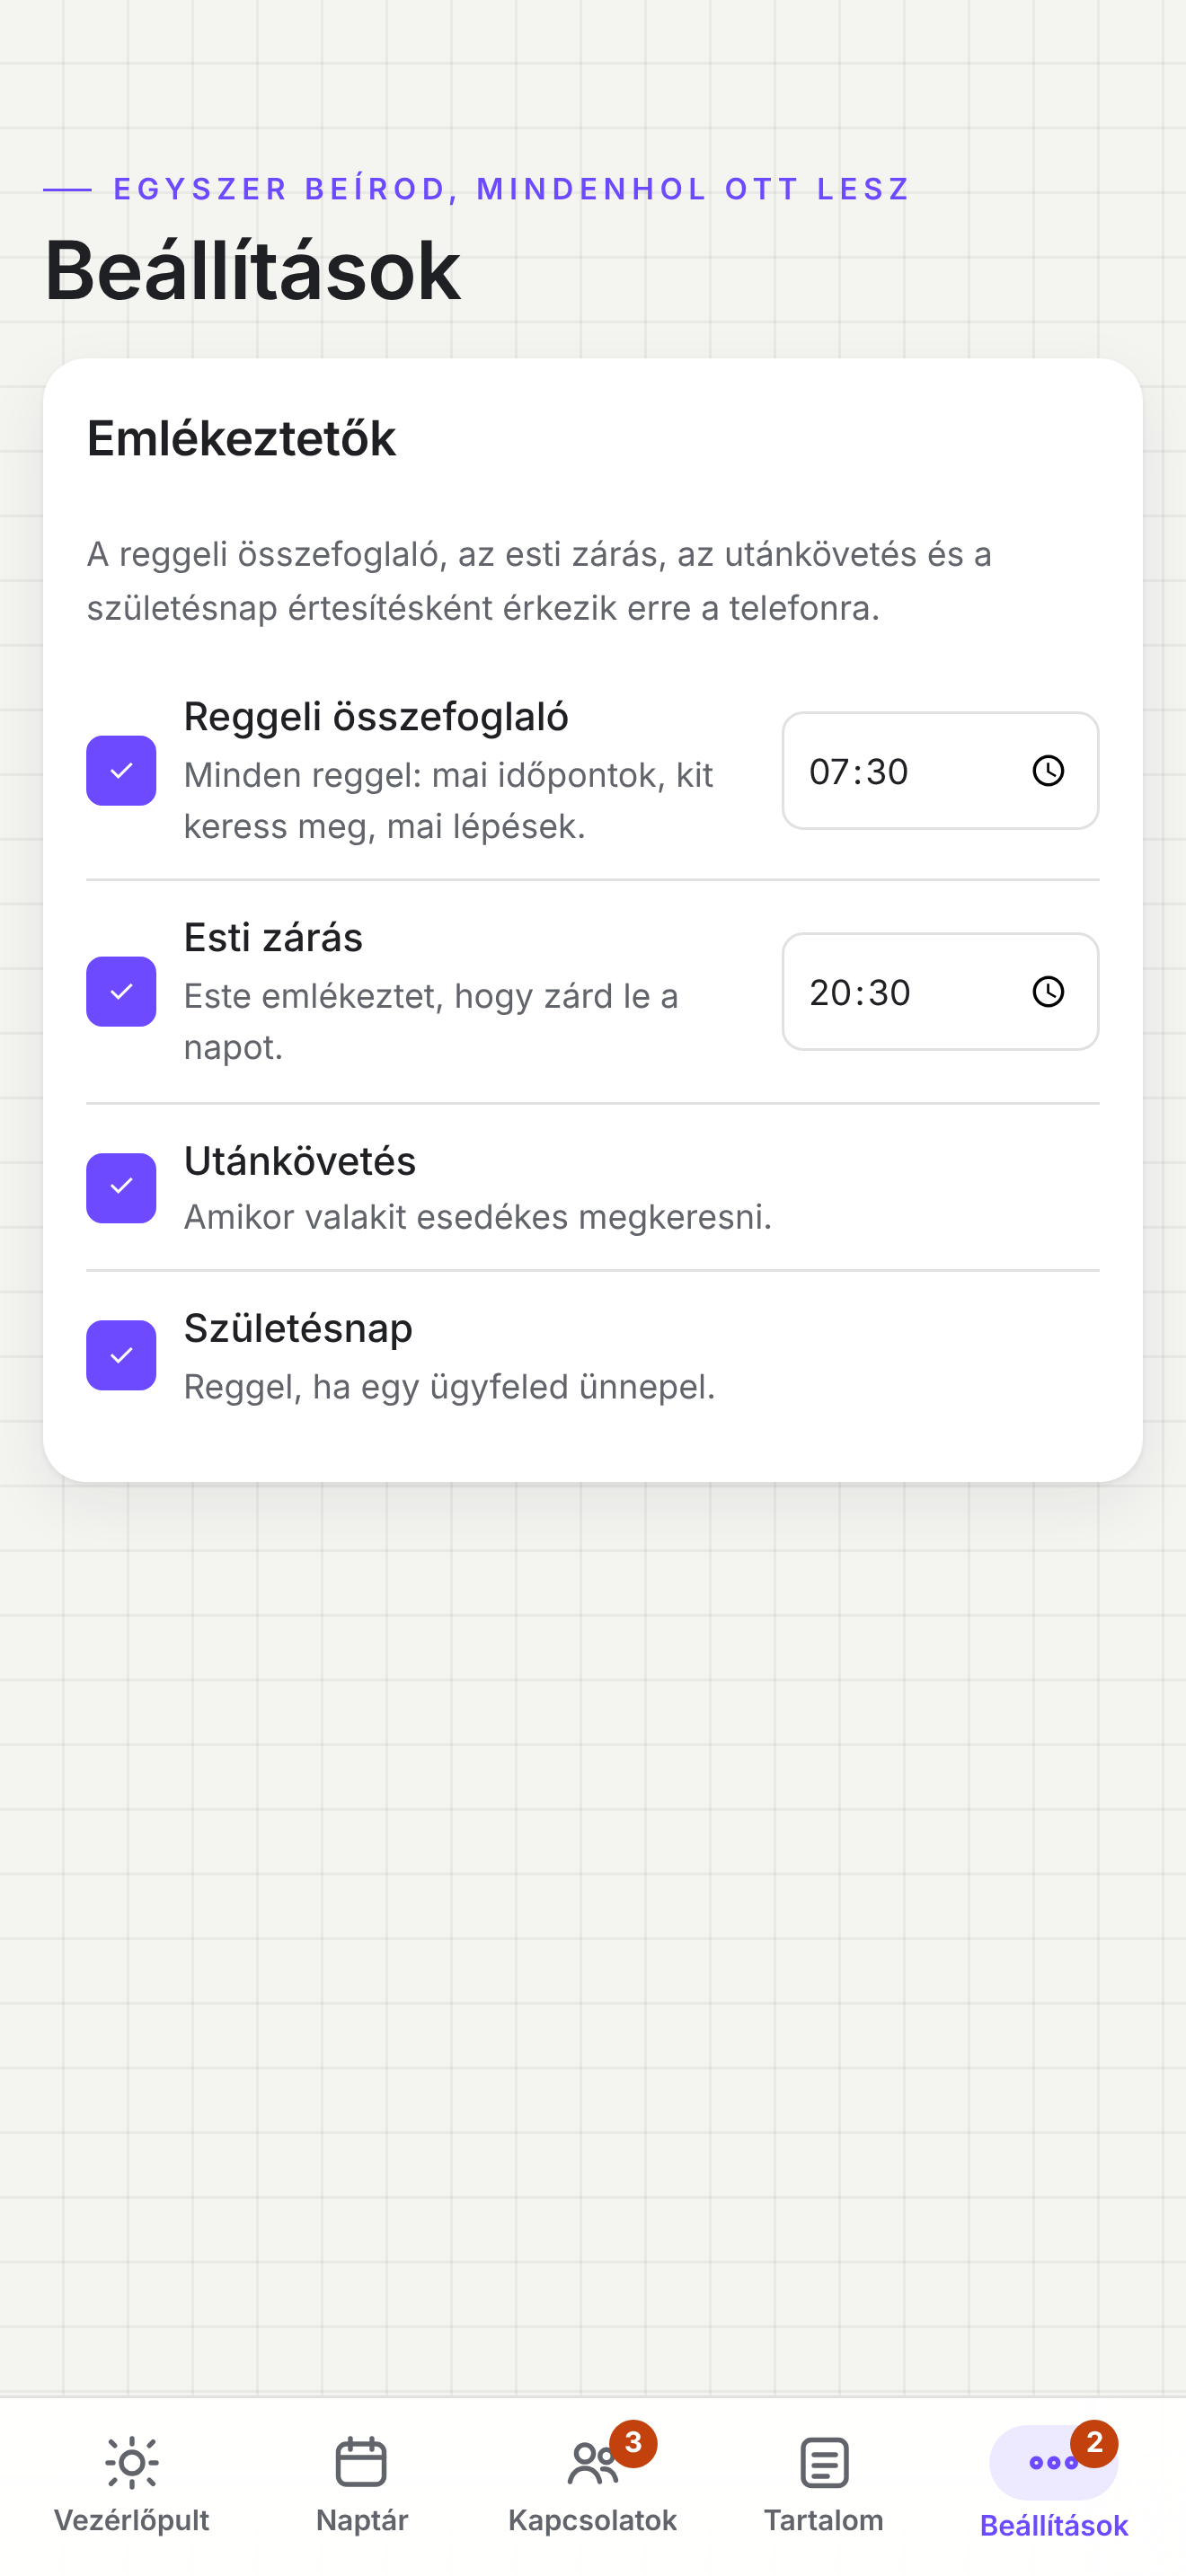 EGYSZER BEÍROD, MINDENHOL OTT LESZ
Beállítások
Emlékeztetők
A reggeli összefoglaló, az esti zárás, az utánkövetés és a
születésnap értesítésként érkezik erre a telefonra.
Reggeli összefoglaló
Minden reggel: mai időpontok, kit
keress meg, mai lépések.
07:30
Esti zárás
Este emlékeztet, hogy zárd le a
napot.
20:30
Utánkövetés
Amikor valakit esedékes megkeresni.
Születésnap
Reggel, ha egy ügyfeled ünnepel.
Vezérlőpult
Naptár
3
Kapcsolatok
Tartalom
2
Beállítások